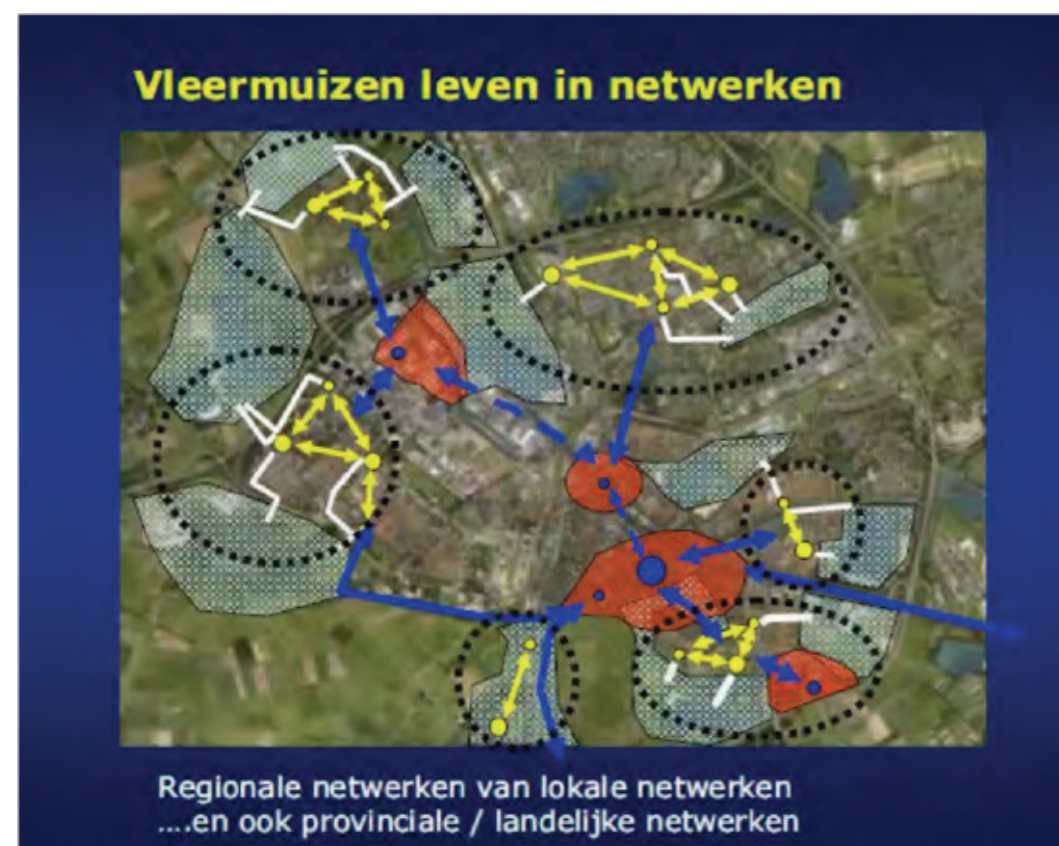 Vleermuizen leven in netwerken
Regionale netwerken van lokale netwerken
....en ook provinciale / landelijke netwerken